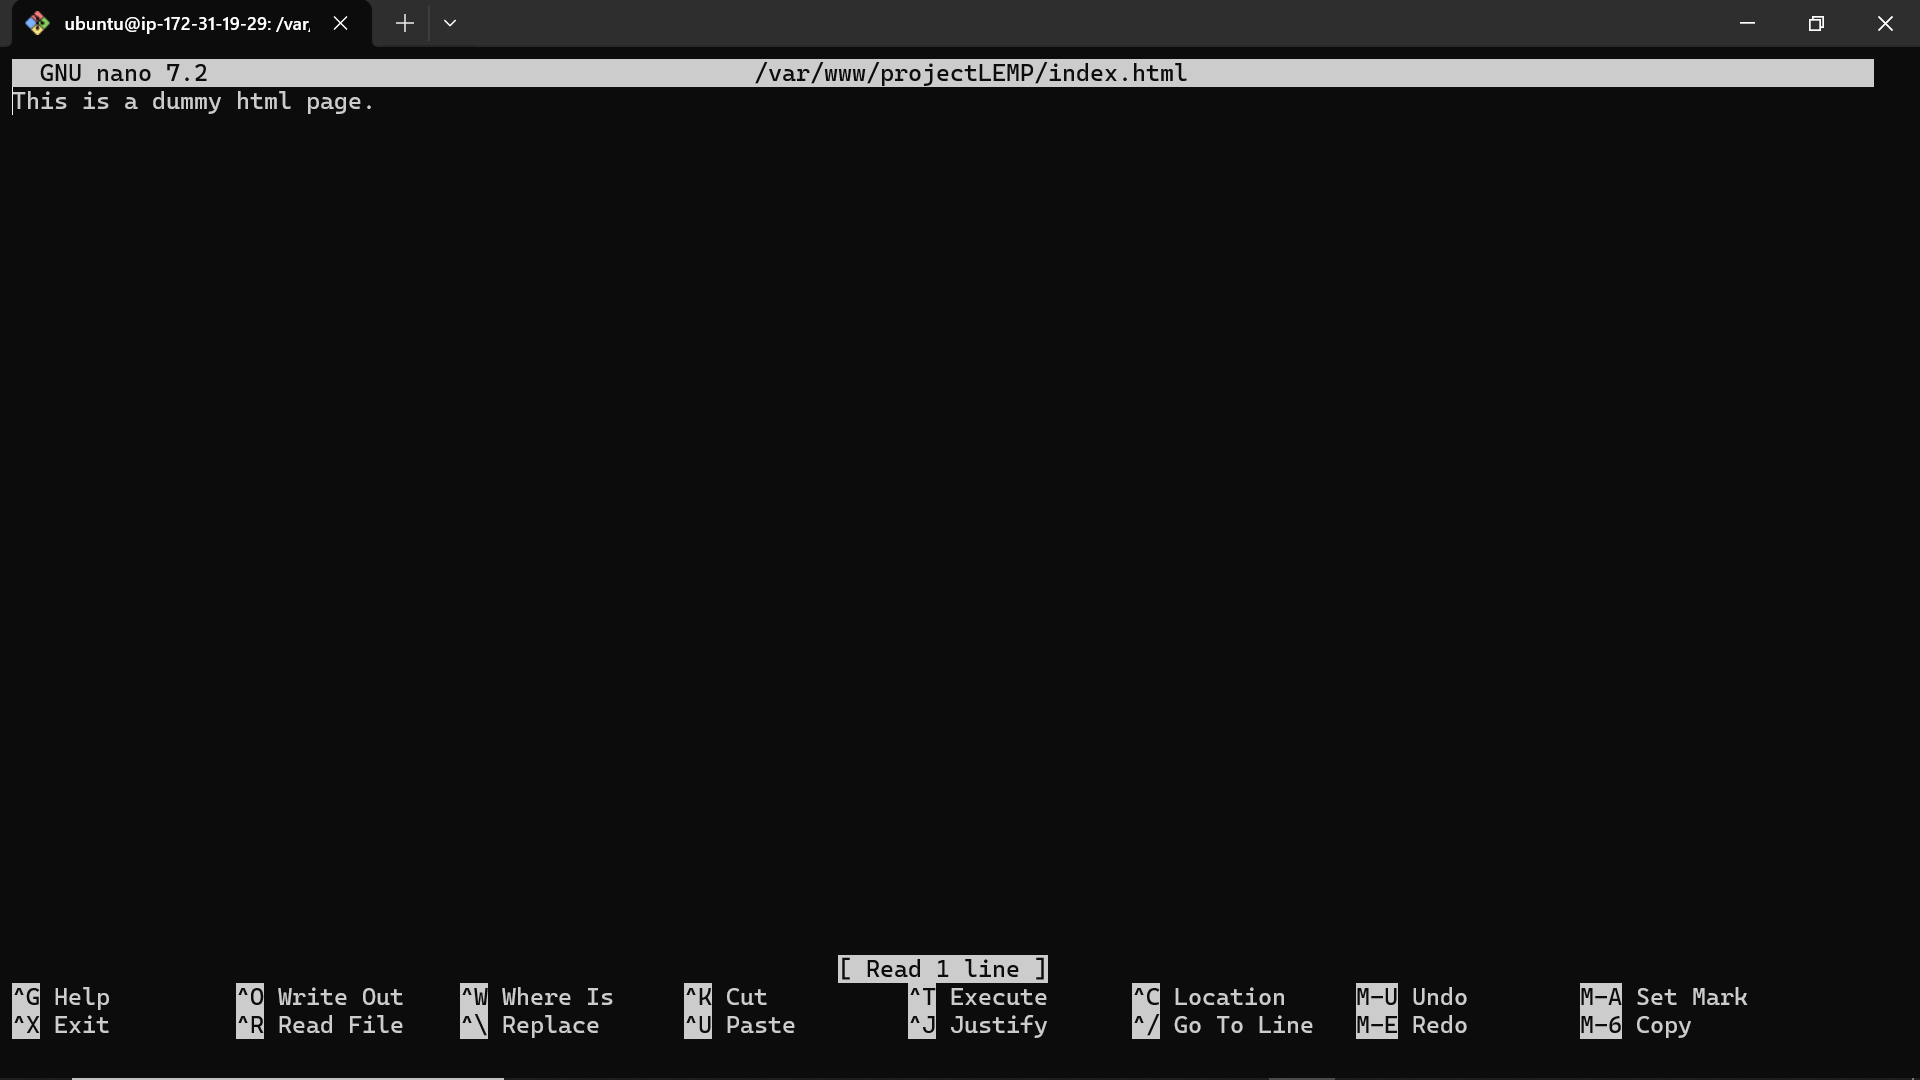 ubuntu@ip-172-31-19-29: /var,
GNU nano 7.2 /var/www/projectLEMP/index.html
This is a dummy html page.
[ Read 1 line ]
^G Help ^O Write Out ^W Where Is ^K Cut ^T Execute ^C Location M-U Undo M-A Set Mark
^X Exit ^R Read File ^\ Replace ^U Paste ^J Justify ^/ Go To Line M-E Redo M-6 Copy